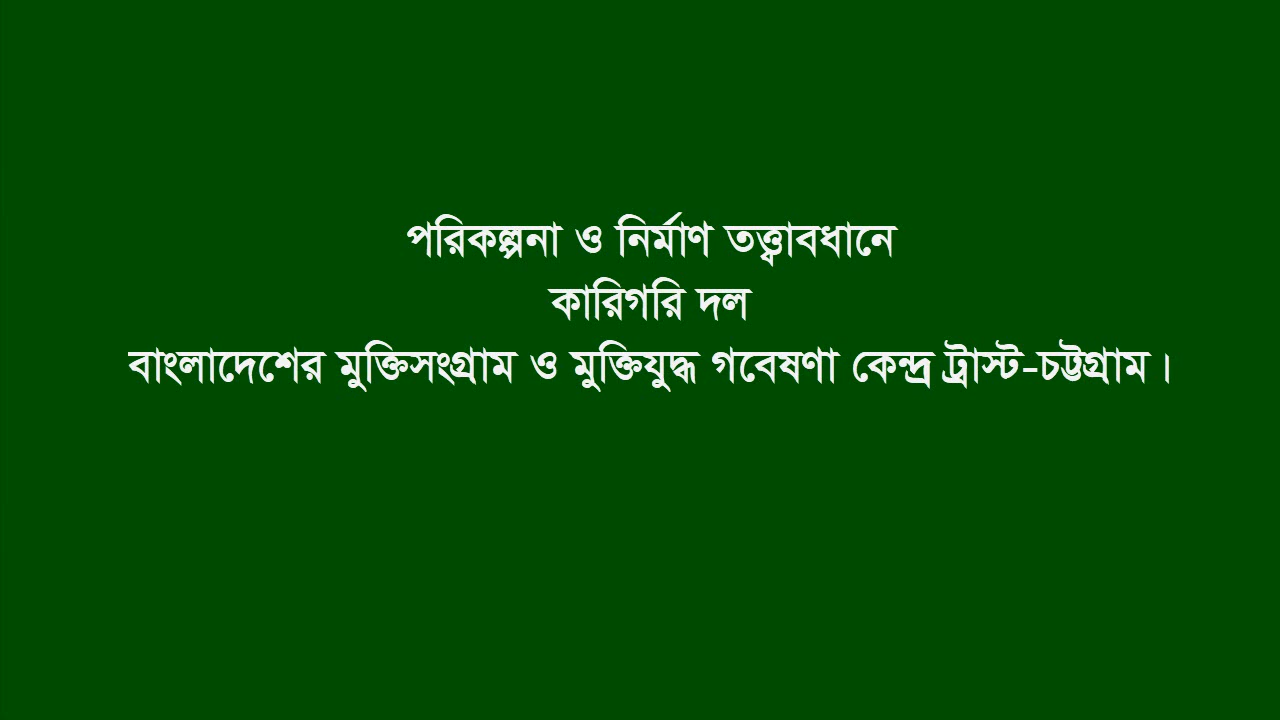 পরিকল্পনা ও নির্মাণ তত্ত্বাবধানে
কারিগরি দল
বাংলাদেশের মুক্তিসংগ্রাম ও মুক্তিযুদ্ধ গবেষণা কেন্দ্র ট্রাস্ট-চট্টগ্রাম।